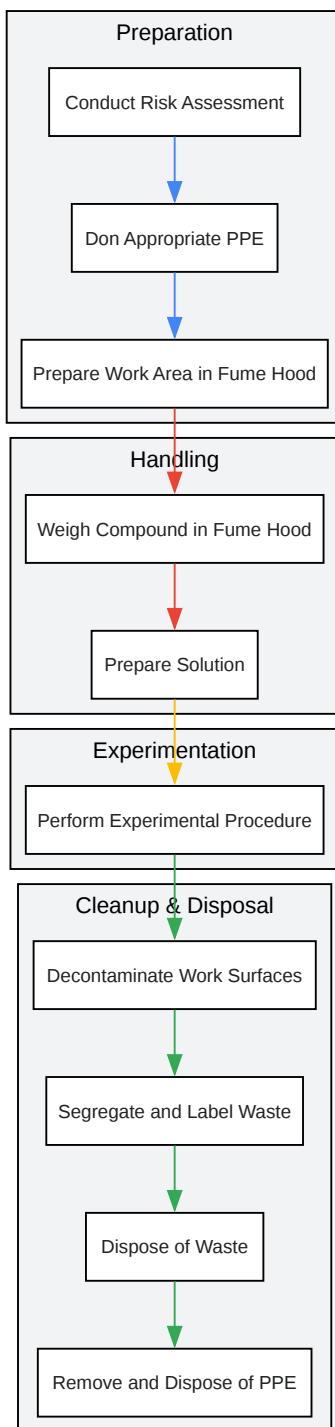 Preparation
Conduct Risk Assessment
Don Appropriate PPE
Prepare Work Area in Fume Hood
Handling
Weigh Compound in Fume Hood
Prepare Solution
Experimentation
Perform Experimental Procedure
Cleanup & Disposal
Decontaminate Work Surfaces
Segregate and Label Waste
Dispose of Waste
Remove and Dispose of PPE